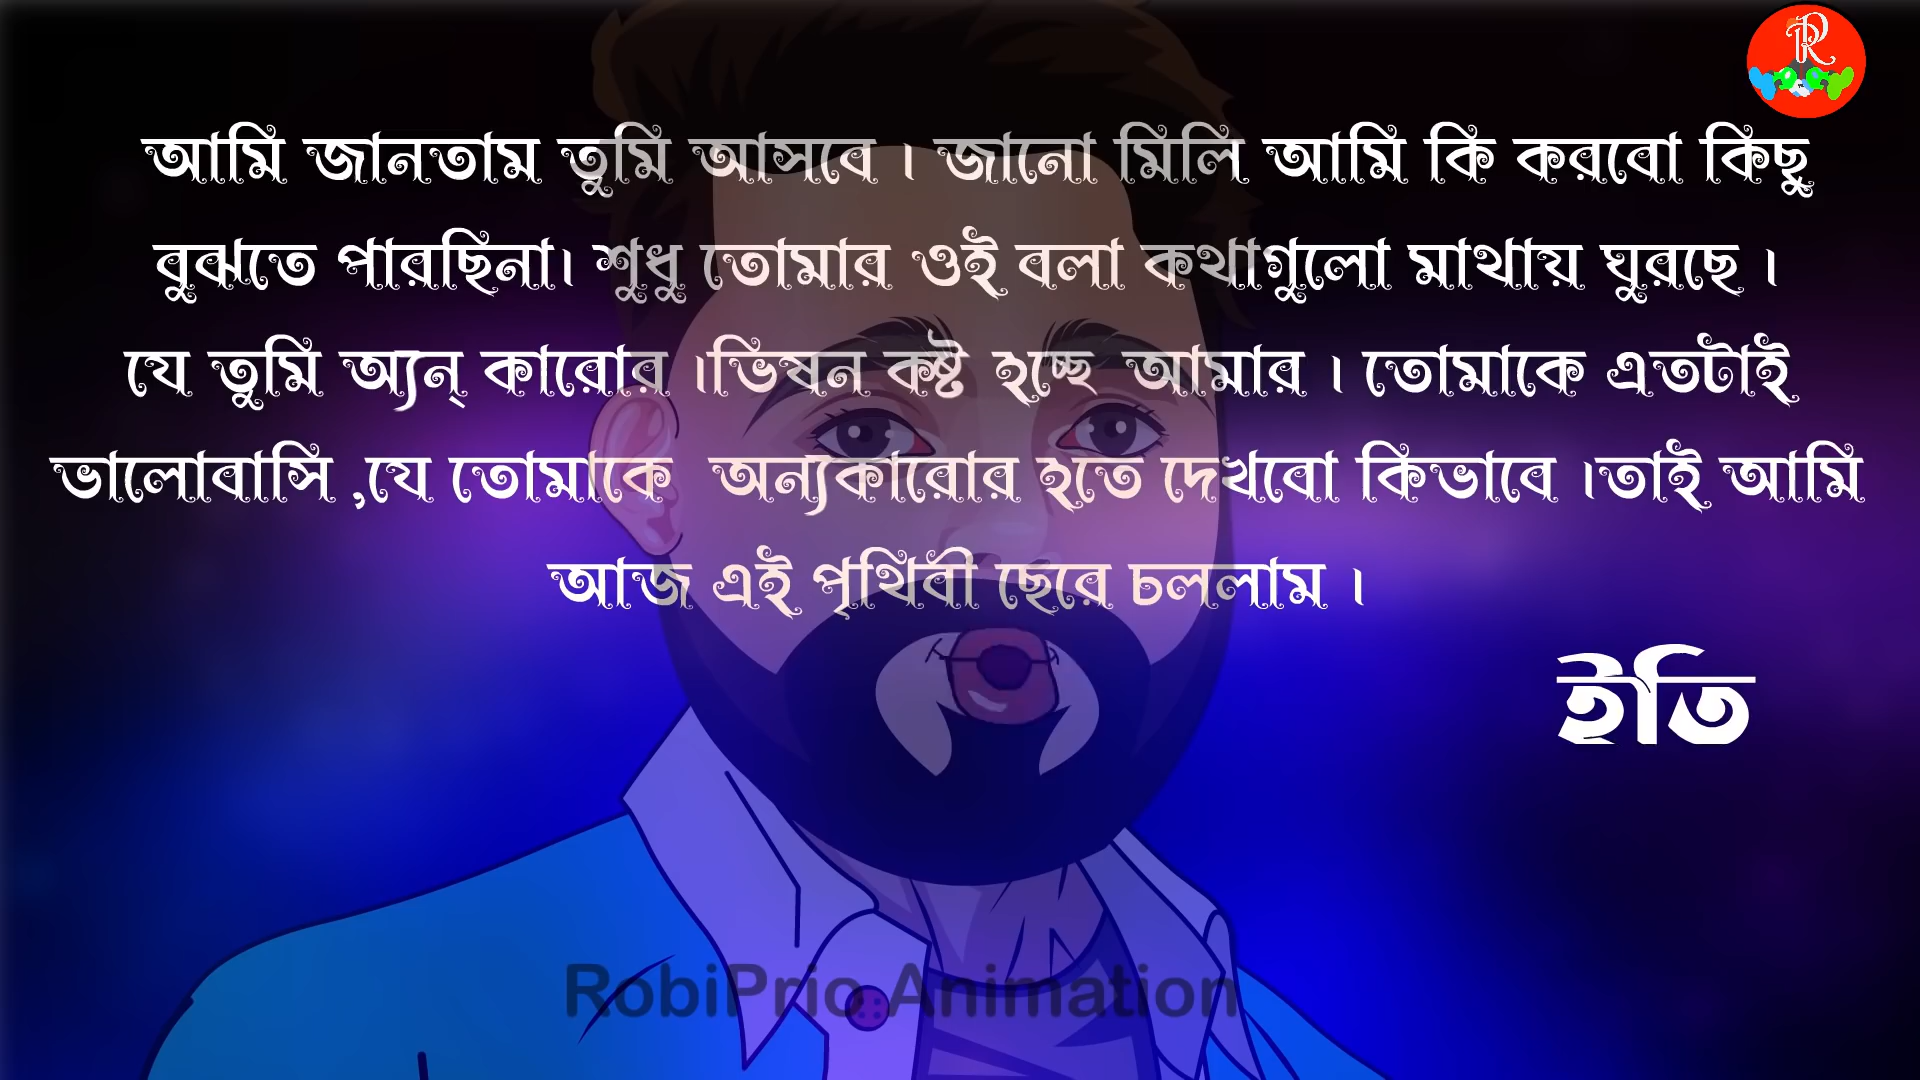 আমি জানতাম তুমি আসবে । জানো মিলি আমি কি করবো কিছু
বুঝতে পারছিনা। শুধু তোমার ওই বলা কথাগুলো মাথায় ঘুরছে ।
যে তুমি অ্যন্ কারোর ।ভিষন কষ্ট হচ্ছে আমার । তোমাকে এতটাই
ভালোবাসি ,যে তোমাকে অন্যকারোর হতে দেখবো কিভাবে ।তাই আমি
আজ এই পৃথিবী ছেরে চললাম ।
ইতি
RobiPrio Animation